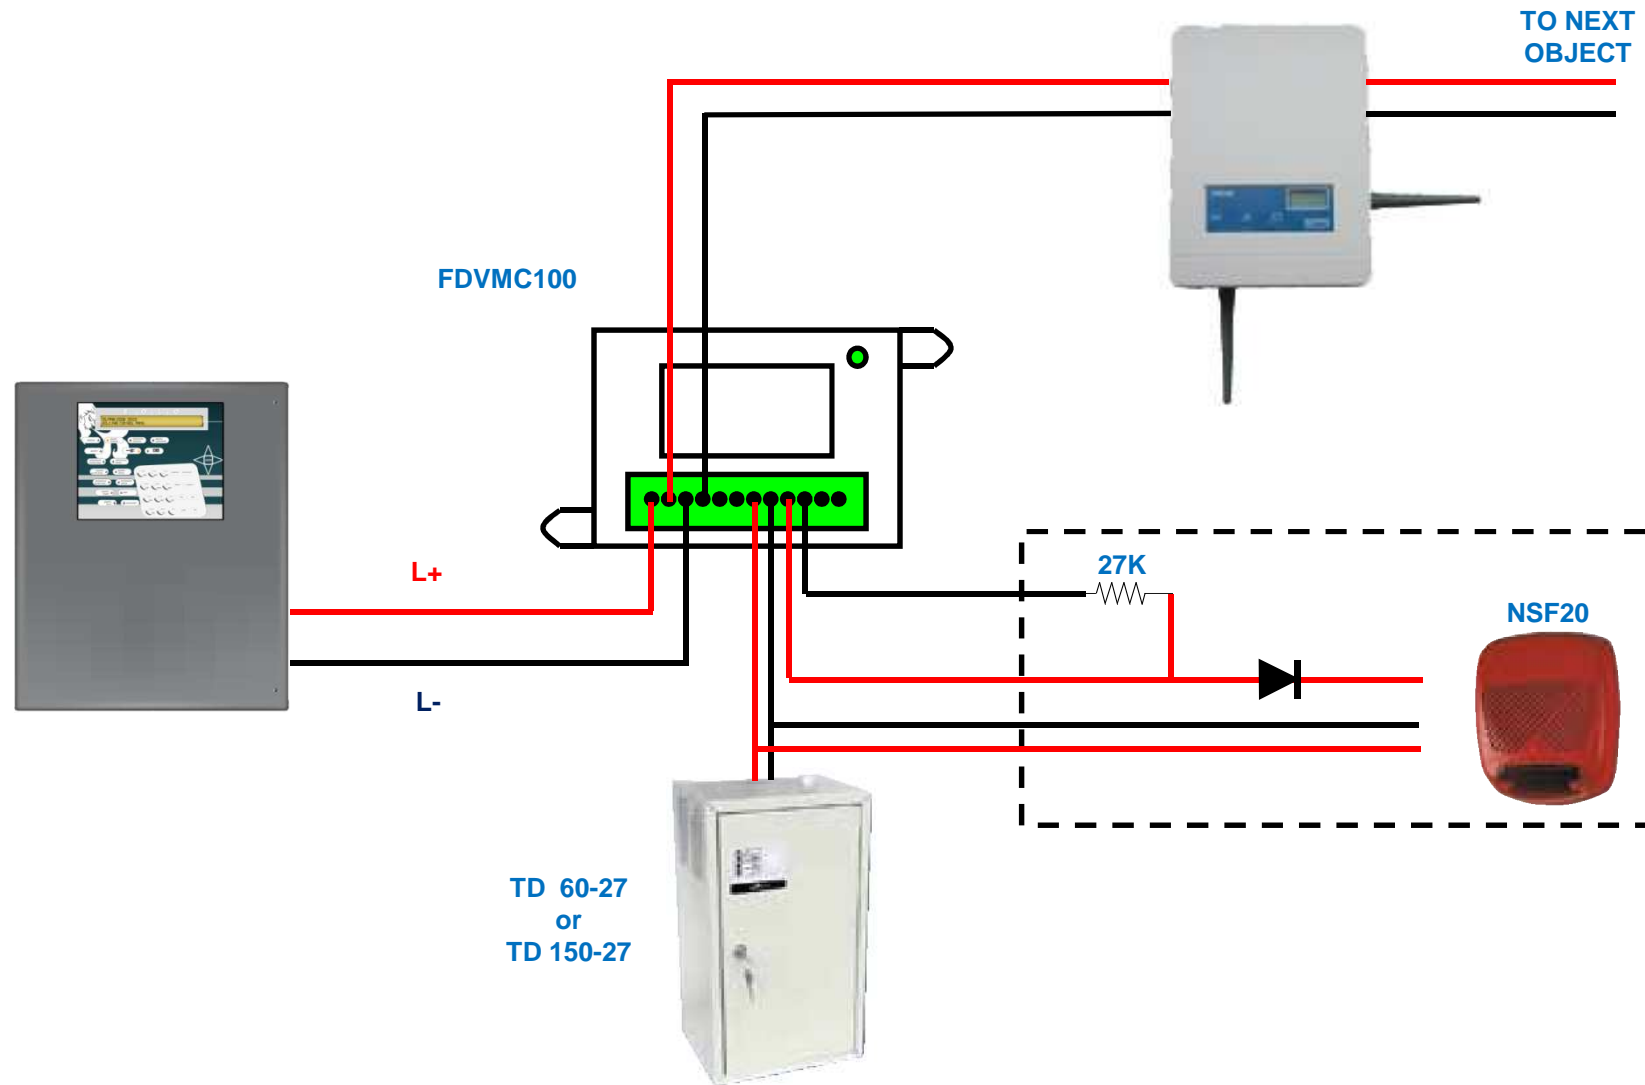 TO NEXT
OBJECT
FDVMC100
L+
L-
27K
NSF20
TD 60-27
or
TD 150-27